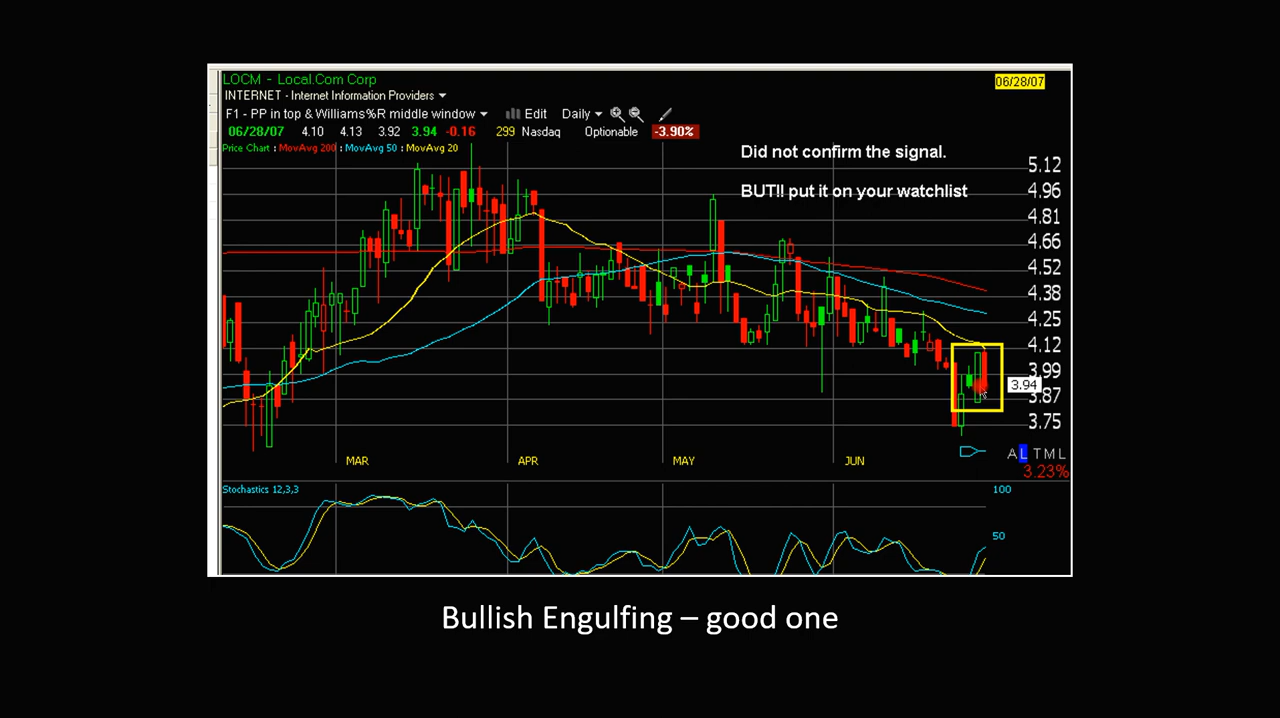 LOCM - Local.Com Corp
06/28/07
INTERNET - Internet Information Providers
F1 - PP in top & Williams%R middle window Edit Daily
06/28/07 4.10 4.13 3.92 3.94 -0.16 299 Nasdaq Optionable -3.90%
Price Chart : MovAvg 200 : MovAvg 50 : MovAvg 20
Did not confirm the signal.
BUT!! put it on your watchlist
5.12
4.96
4.81
4.66
4.52
4.38
4.25
4.12
3.99
3.94
3.87
3.75
A L T M L
MAR APR MAY JUN
3.23%
Stochastics 12,3,3
100
50
Bullish Engulfing – good one